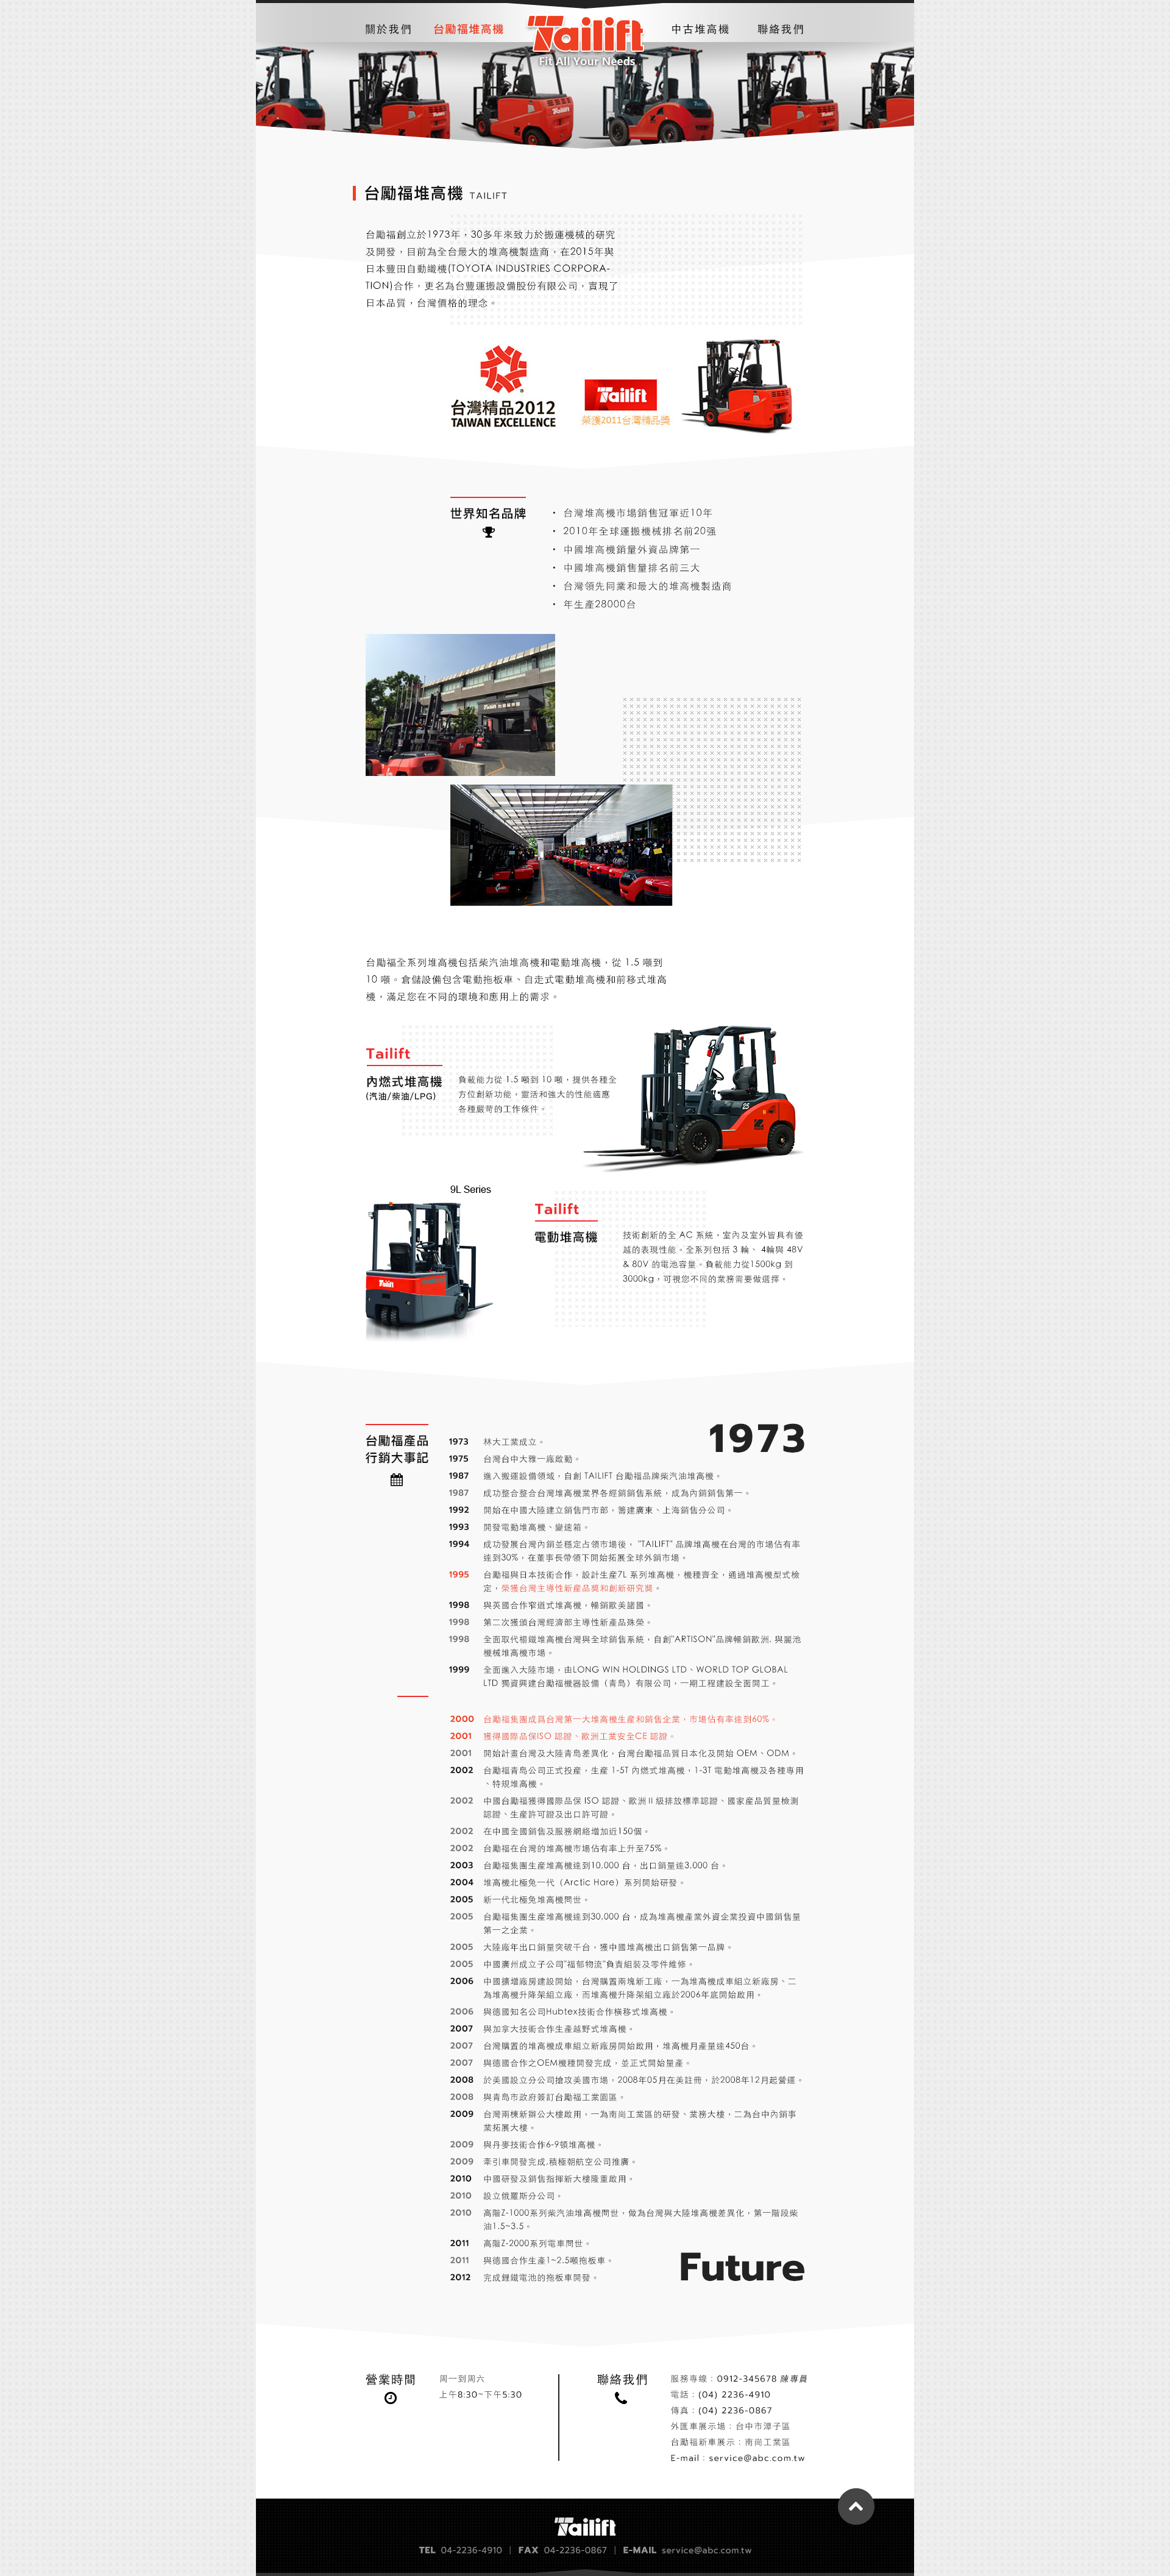 關於我們
台勵福堆高機
Tailift
Fit All Your Needs
中古堆高機
聯絡我們
台勵福堆高機 TAILIFT
台勵福創立於1973年，30多年來致力於搬運機械的研究
及開發，目前為全台最大的堆高機製造商，在2015年與
日本豐田自動織機(TOYOTA INDUSTRIES CORPORA-
TION)合作，更名為台豐運搬設備股份有限公司，實現了
日本品質，台灣價格的理念。
台灣精品2012
TAIWAN EXCELLENCE
Tailift
榮獲2011台灣精品獎
世界知名品牌
• 台灣堆高機市場銷售冠軍近10年
• 2010年全球運搬機械排名前20强
• 中國堆高機銷量外資品牌第一
• 中國堆高機銷售量排名前三大
• 台灣領先同業和最大的堆高機製造商
• 年生產28000台
台勵福全系列堆高機包括柴汽油堆高機和電動堆高機，從 1.5 噸到
10 噸。倉儲設備包含電動拖板車、自走式電動堆高機和前移式堆高
機，滿足您在不同的環境和應用上的需求。
Tailift
內燃式堆高機
(汽油/柴油/LPG)
負載能力從 1.5 噸到 10 噸，提供各種全
方位創新功能，靈活和強大的性能適應
各種嚴苛的工作條件。
9L Series
Tailift
電動堆高機
技術創新的全 AC 系統，室內及室外皆具有優
越的表現性能。全系列包括 3 輪、 4輪與 48V
& 80V 的電池容量。負載能力從1500kg 到
3000kg，可視您不同的業務需要做選擇。
台勵福產品
行銷大事記
1973
1973 林大工業成立。
1975 台灣台中大雅一廠啟動。
1987 進入搬運設備領域，自創 TAILIFT 台勵福品牌柴汽油堆高機。
1987 成功整合整合台灣堆高機業界各經銷銷售系統，成為內銷銷售第一。
1992 開始在中國大陸建立銷售門市部，籌建廣東、上海銷售分公司。
1993 開發電動堆高機、變速箱。
1994 成功發展台灣內銷並穩定占領市場後， "TAILIFT" 品牌堆高機在台灣的市場佔有率
達到30%，在董事長帶領下開始拓展全球外銷市場。
1995 台勵福與日本技術合作，設計生產7L 系列堆高機，機種齊全，通過堆高機型式檢
定，榮獲台灣主導性新產品獎和創新研究獎。
1998 與英國合作窄道式堆高機，暢銷歐美諸國。
1998 第二次獲頒台灣經濟部主導性新產品殊榮。
1998 全面取代楊鐵堆高機台灣與全球銷售系統，自創"ARTISON"品牌暢銷歐洲. 與麗池
機械堆高機市場。
1999 全面進入大陸市場，由LONG WIN HOLDINGS LTD、WORLD TOP GLOBAL
LTD 獨資興建台勵福機器設備（青島）有限公司，一期工程建設全面開工。
2000 台勵福集團成爲台灣第一大堆高機生產和銷售企業，市場佔有率達到60%。
2001 獲得國際品保ISO 認證、歐洲工業安全CE 認證。
2001 開始計畫台灣及大陸青島差異化，台灣台勵福品質日本化及開始 OEM、ODM。
2002 台勵福青島公司正式投産，生産 1-5T 內燃式堆高機，1-3T 電動堆高機及各種專用
、特規堆高機。
2002 中國台勵福獲得國際品保 ISO 認證、歐洲 II 級排放標準認證、國家産品質量檢測
認證、生産許可證及出口許可證。
2002 在中國全國銷售及服務網絡增加近150個。
2002 台勵福在台灣的堆高機市場佔有率上升至75%。
2003 台勵福集團生産堆高機達到10,000 台，出口銷量達3,000 台。
2004 堆高機北極兔一代（Arctic Hare）系列開始研發。
2005 新一代北極兔堆高機問世。
2005 台勵福集團生産堆高機達到30,000 台，成為堆高機產業外資企業投資中國銷售量
第一之企業。
2005 大陸廠年出口銷量突破千台，獲中國堆高機出口銷售第一品牌。
2005 中國廣州成立子公司"福郁物流"負責組裝及零件維修。
2006 中國擴增廠房建設開始，台灣購置兩塊新工廠，一為堆高機成車組立新廠房、二
為堆高機升降架組立廠，而堆高機升降架組立廠於2006年底開始啟用。
2006 與德國知名公司Hubtex技術合作橫移式堆高機。
2007 與加拿大技術合作生產越野式堆高機。
2007 台灣購置的堆高機成車組立新廠房開始啟用，堆高機月產量達450台。
2007 與德國合作之OEM機種開發完成，並正式開始量產。
2008 於美國設立分公司搶攻美國市場，2008年05月在美註冊，於2008年12月起營運。
2008 與青島市政府簽訂台勵福工業園區。
2009 台灣兩棟新辦公大樓啟用，一為南崗工業區的研發、業務大樓，二為台中內銷事
業拓展大樓。
2009 與丹麥技術合作6-9頓堆高機。
2009 牽引車開發完成,積極朝航空公司推廣。
2010 中國研發及銷售指揮新大樓隆重啟用。
2010 設立俄羅斯分公司。
2010 高階Z-1000系列柴汽油堆高機問世，做為台灣與大陸堆高機差異化，第一階段柴
油1.5~3.5。
2011 高階Z-2000系列電車問世。
2011 與德國合作生產1~2.5噸拖板車。
2012 完成鋰鐵電池的拖板車開發。
Future
營業時間
周一到周六
上午8:30~下午5:30
聯絡我們
服務專線：0912-345678 陳專員
電話：(04) 2236-4910
傳真：(04) 2236-0867
外匯車展示場：台中市潭子區
台勵福新車展示：南崗工業區
E-mail：service@abc.com.tw
Tailift
TEL 04-2236-4910 | FAX 04-2236-0867 | E-MAIL service@abc.com.tw